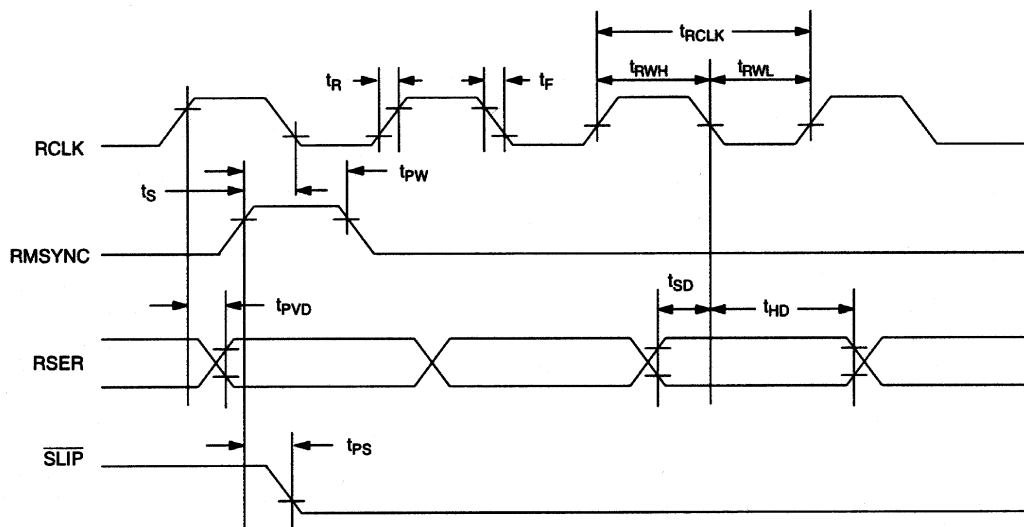 tRCLK
tR
tF
tRWH
tRWL
RCLK
tS
tPW
RMSYNC
tPVD
tSD
tHD
RSER
SLIP
tPS